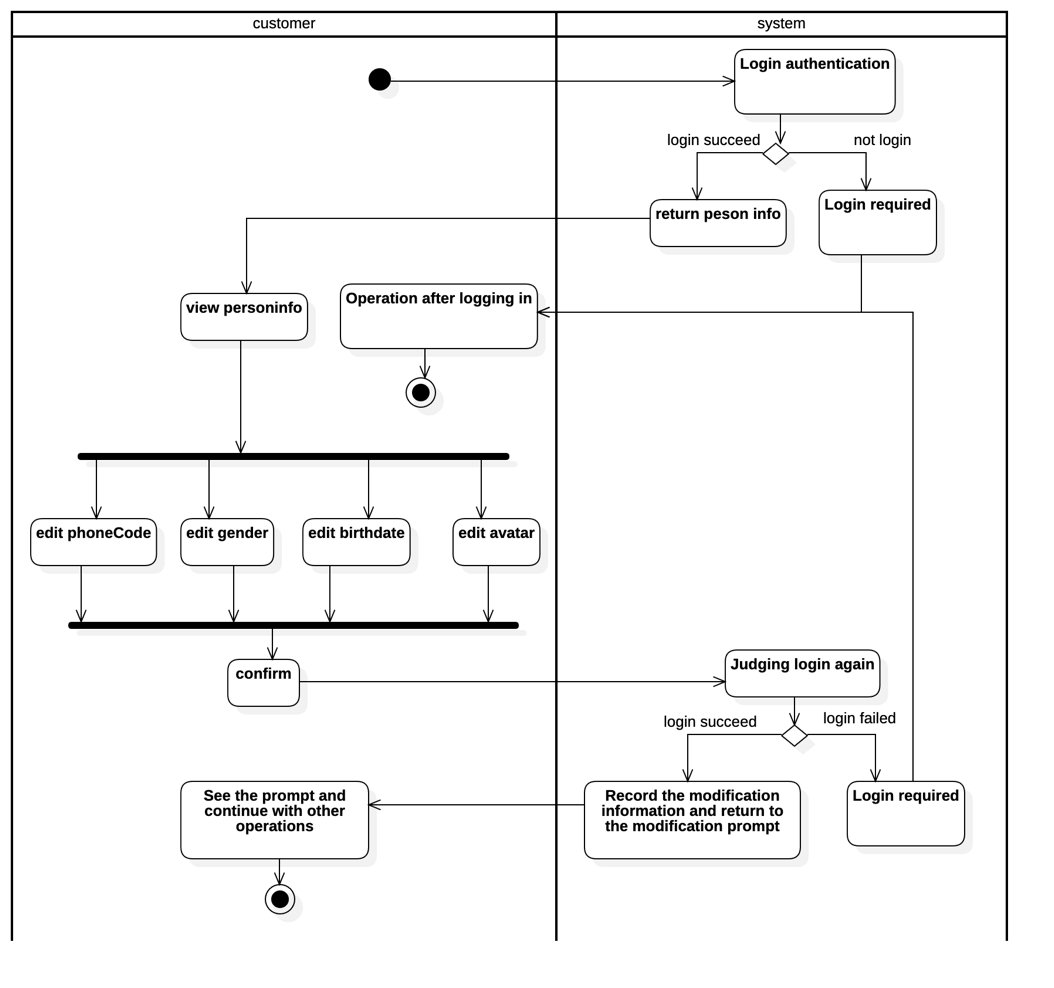 customer
system
Login authentication
login succeed
not login
return peson info
Login required
view personinfo
Operation after logging in
edit phoneCode
edit gender
edit birthdate
edit avatar
confirm
Judging login again
login succeed
login failed
See the prompt and
continue with other
operations
Record the modification
information and return to
the modification prompt
Login required